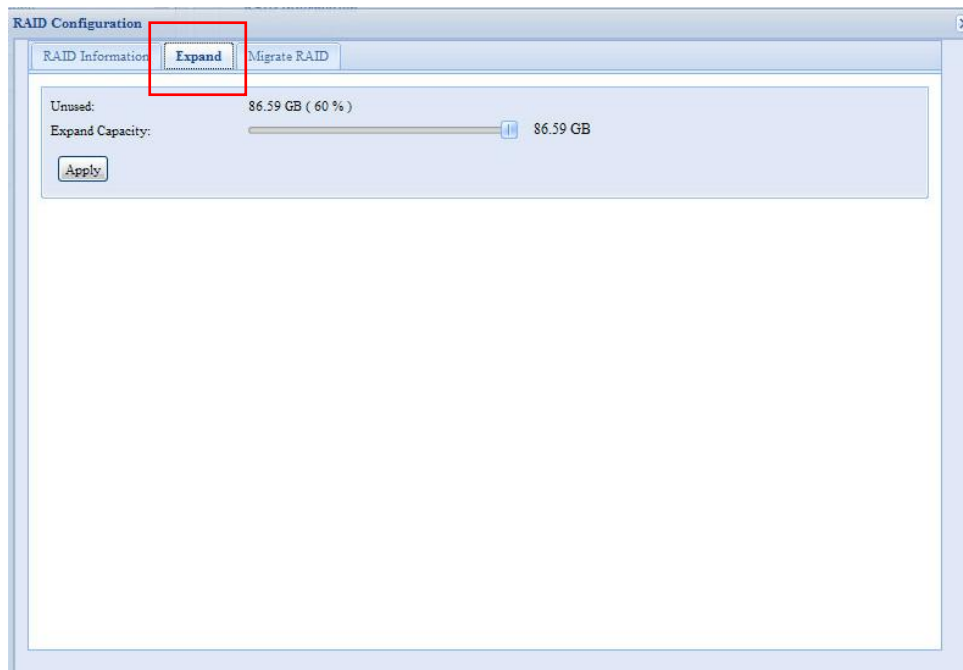 RAID Configuration
RAID Information Expand Migrate RAID
Unused: 86.59 GB ( 60 % )
Expand Capacity: 86.59 GB
Apply